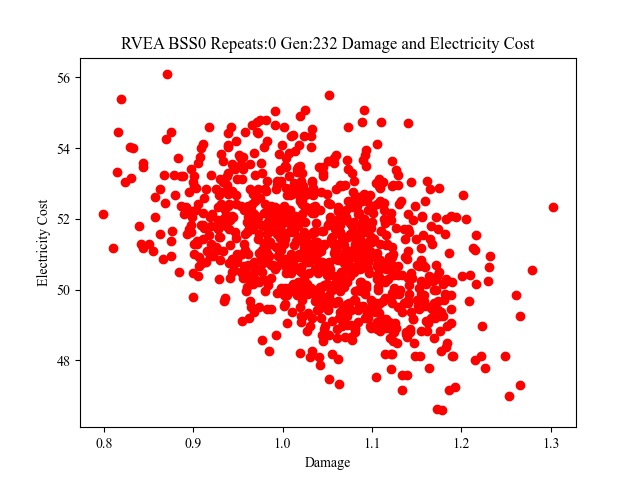 RVEA BSS0 Repeats:0 Gen:232 Damage and Electricity Cost
56
54
52
50
48
Electricity Cost
0.8 0.9 1.0 1.1 1.2 1.3
Damage